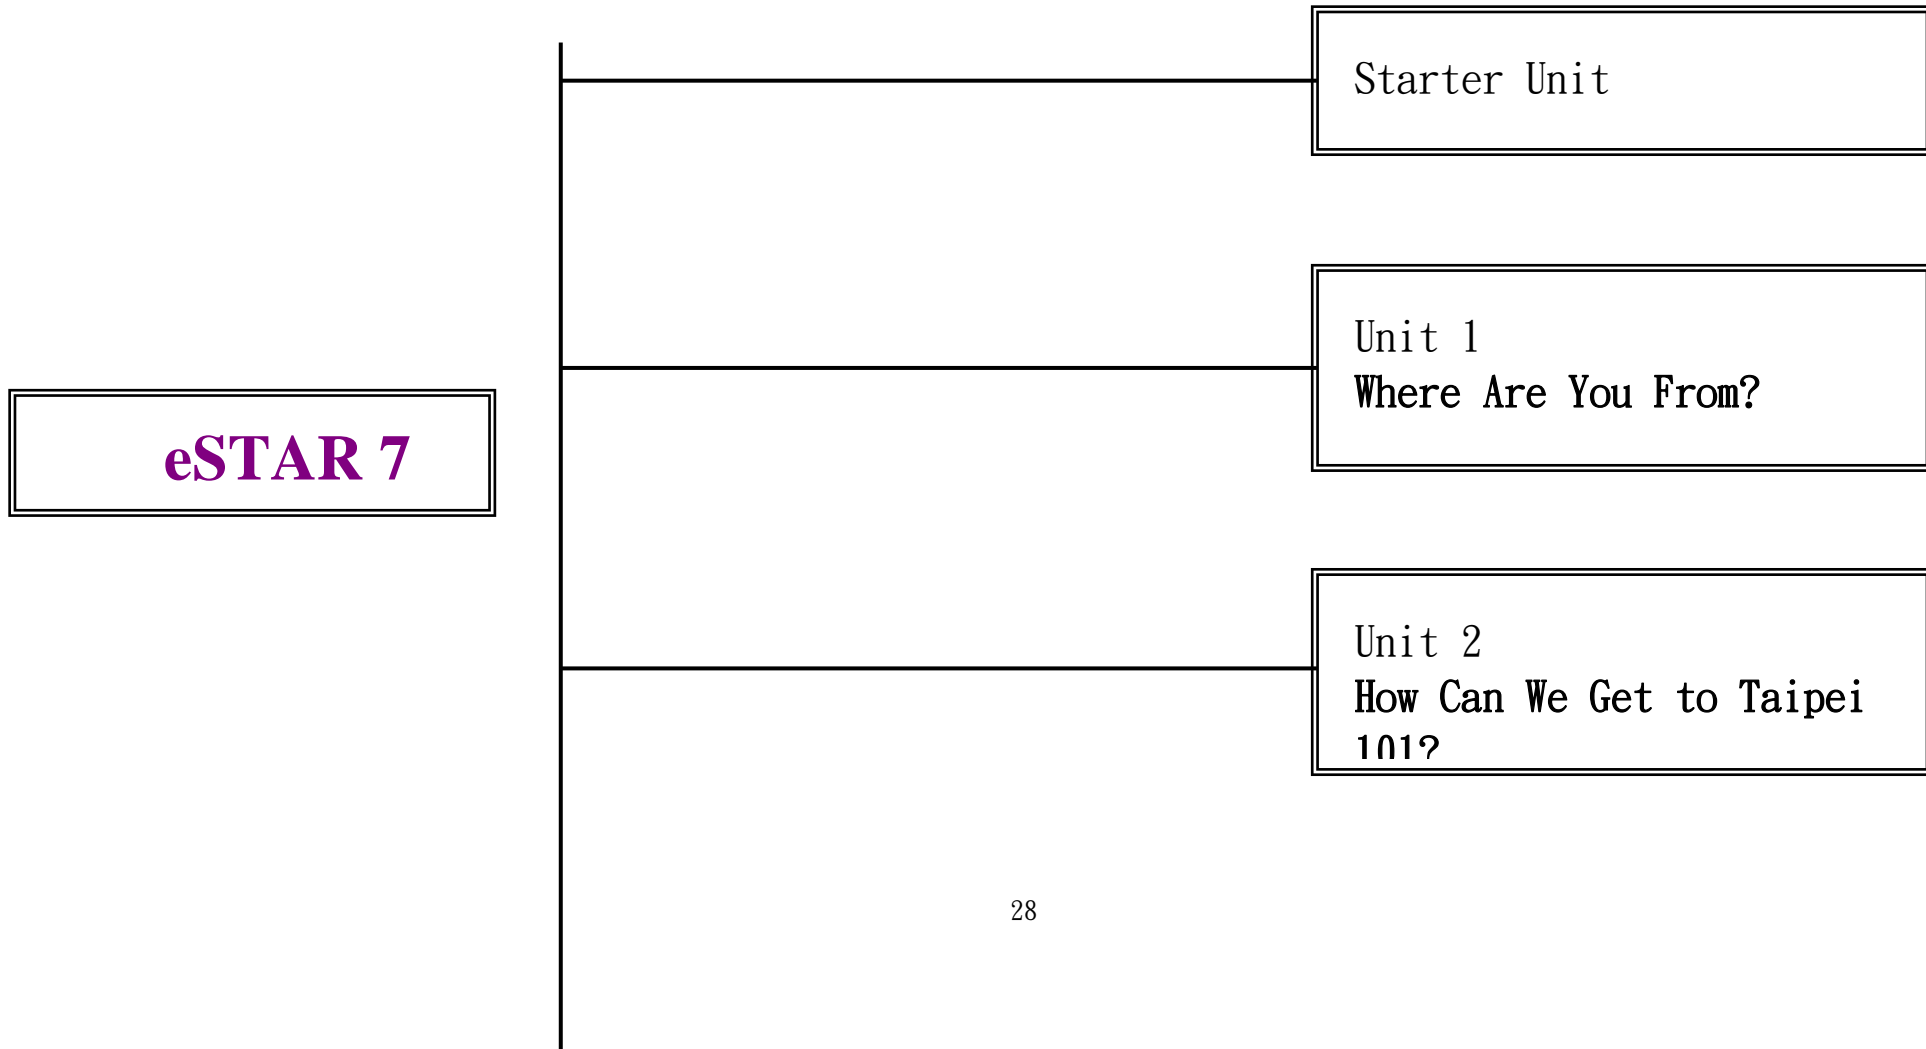 Starter Unit
Unit 1
Where Are You From?
eSTAR 7
Unit 2
How Can We Get to Taipei
101?
28